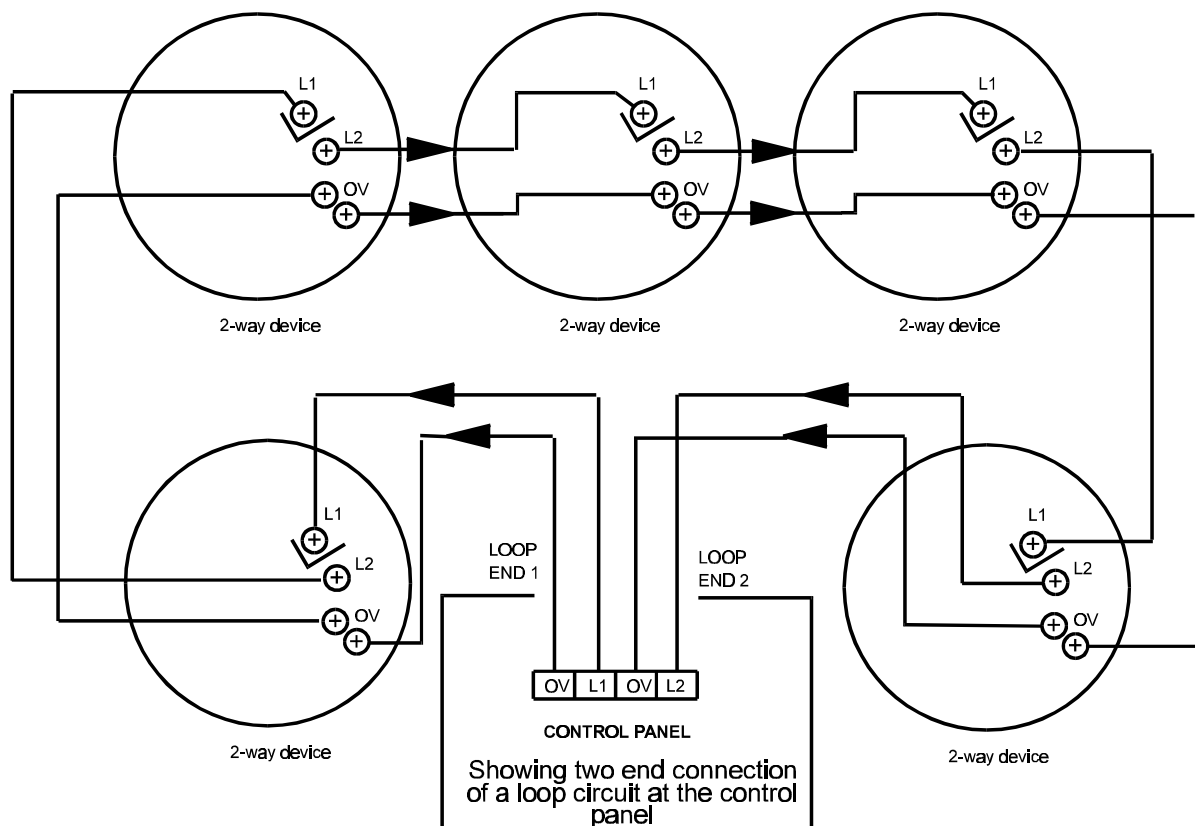 L1
L2
OV
2-way device
L1
L2
OV
2-way device
L1
L2
OV
2-way device
L1
L2
OV
2-way device
LOOP
END 1
LOOP
END 2
L1
L2
OV
2-way device
OV L1 OV L2
CONTROL PANEL
Showing two end connection
of a loop circuit at the control
panel